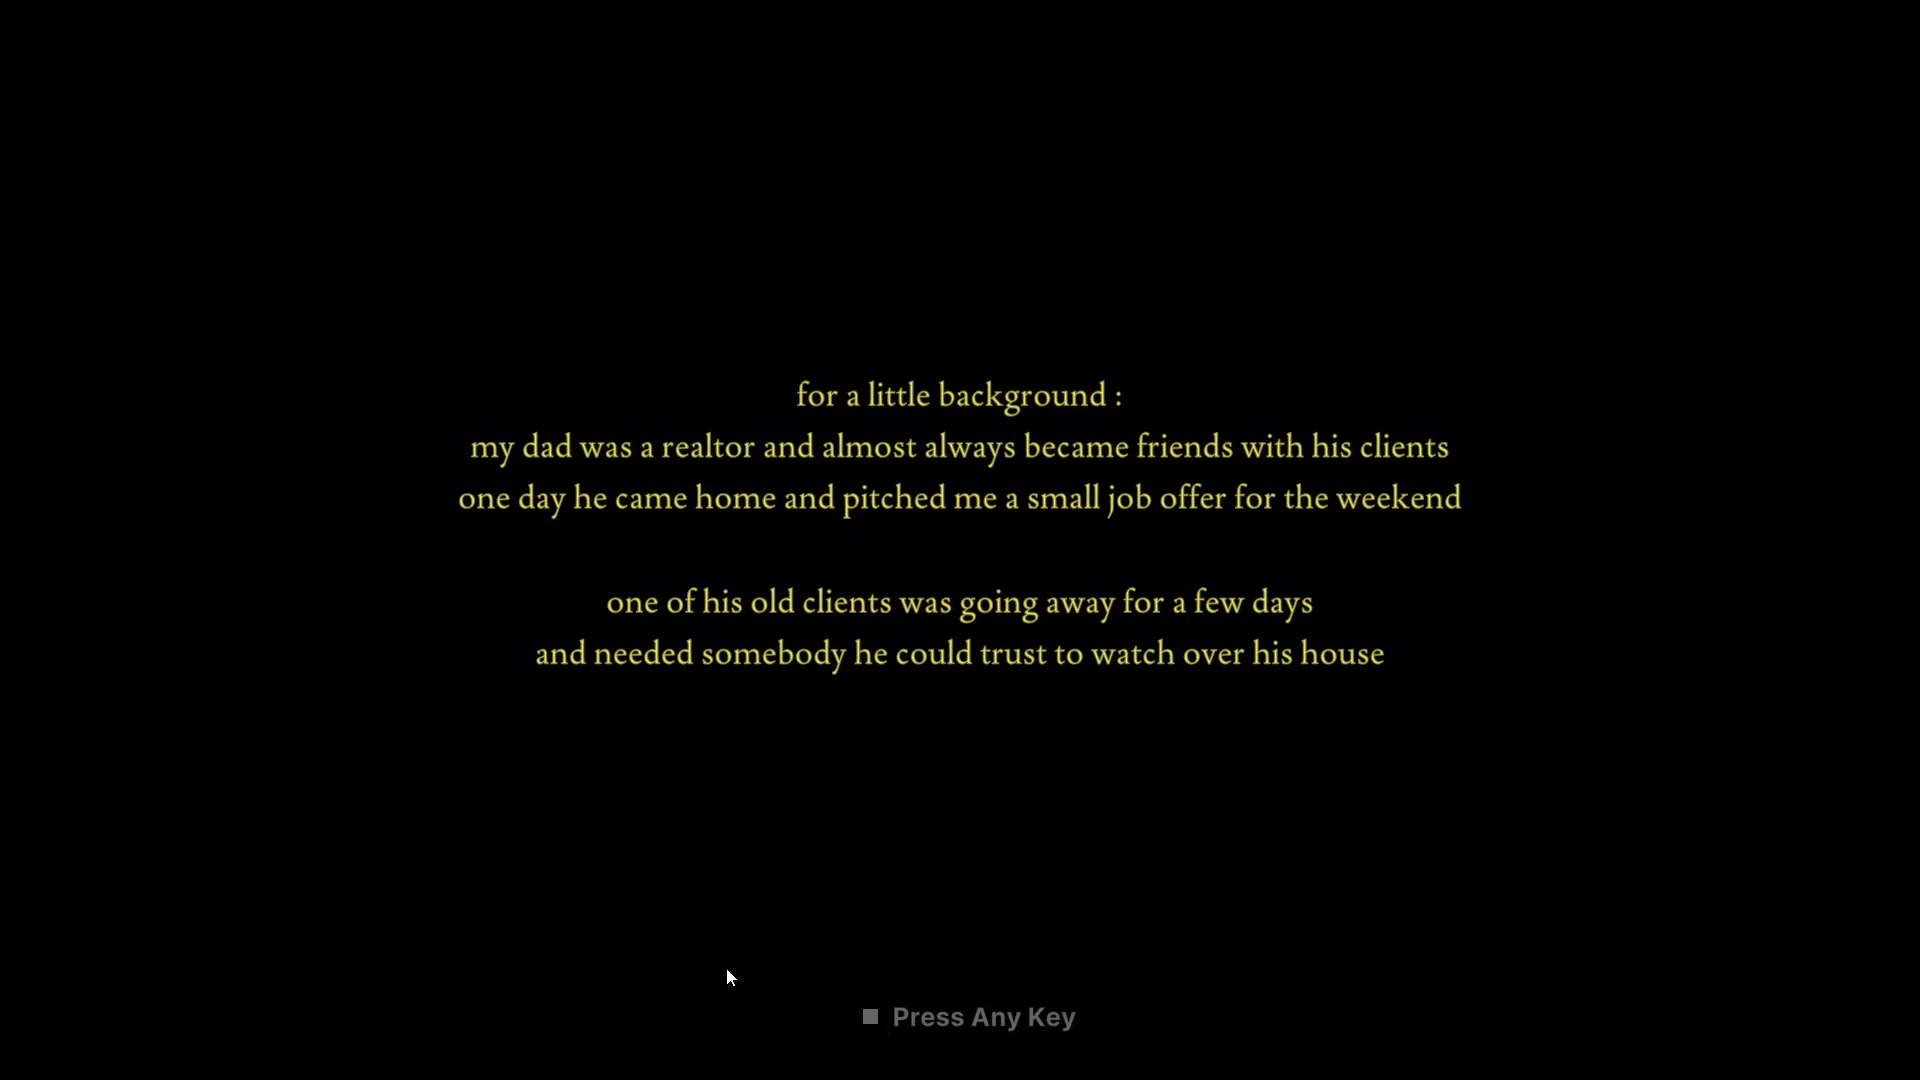 for a little background :
my dad was a realtor and almost always became friends with his clients
one day he came home and pitched me a small job offer for the weekend
one of his old clients was going away for a few days
and needed somebody he could trust to watch over his house
Press Any Key